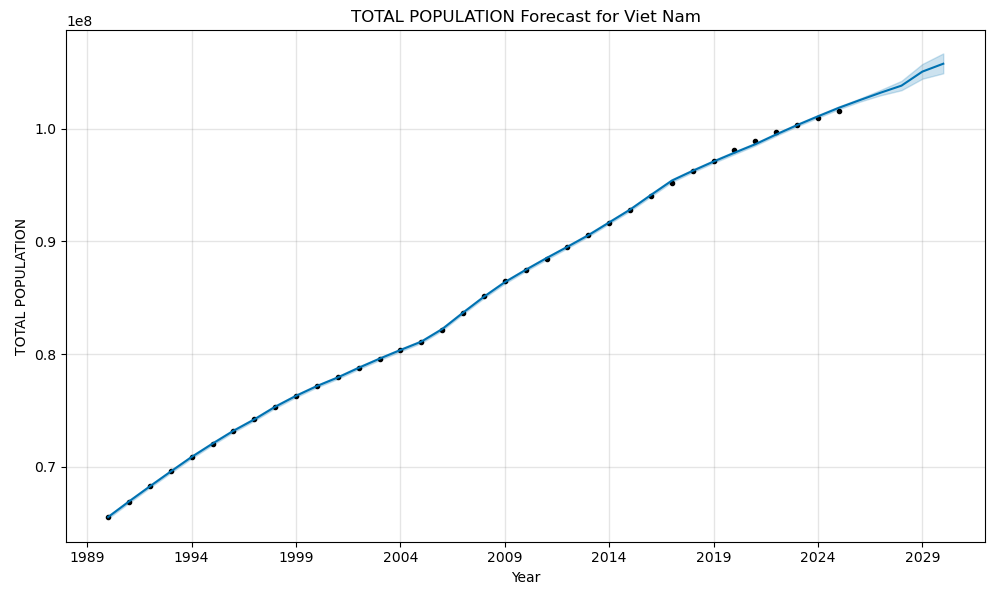 TOTAL POPULATION Forecast for Viet Nam
1e8
TOTAL POPULATION
1.0
0.9
0.8
0.7
1989 1994 1999 2004 2009 2014 2019 2024 2029
Year